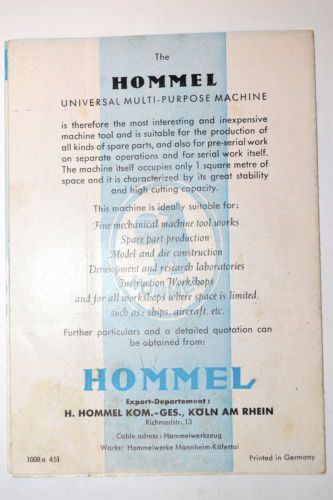 The
HOMMEL
UNIVERSAL MULTI-PURPOSE MACHINE
is therefore the most interesting and inexpensive
machine tool and is suitable for the production of
all kinds of spare parts, and also for pre-serial work
on separate operations and for serial work itself.
The machine itself occupies only 1 square metre of
space and it is characterized by its great stability
and high cutting capacity.
This machine is ideally suitable for:
Fine mechanical machine tool works
Spare part production
Model and die construction
Development and research laboratories
Instruction Workshops
and for all workshops where space is limited,
such as: ships, aircraft, etc.
Further particulars and a detailed quotation can
be obtained from:
HOMMEL
Export-Departement:
H. HOMMEL KOM.-GES., KÖLN AM RHEIN
Richmodstr. 13
Cable adress: Hommelwerkzeug
Works: Hommelwerke Mannheim-Käfertal
1008a 451
Printed in Germany